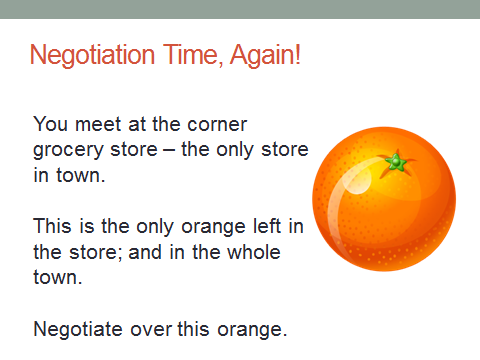 Negotiation Time, Again!
You meet at the corner
grocery store – the only store
in town.
This is the only orange left in
the store; and in the whole
town.
Negotiate over this orange.